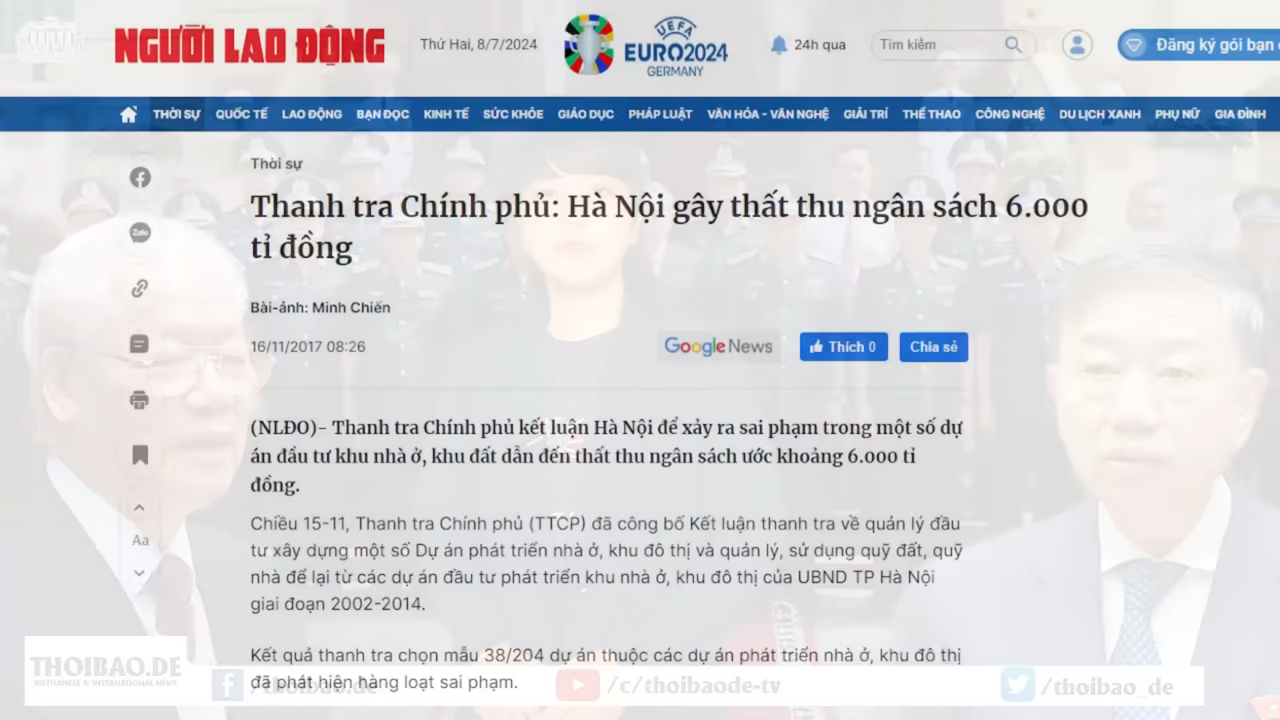 NGƯỜI LAO ĐỘNG
Thứ Hai, 8/7/2024
UEFA
EURO2024
GERMANY
24h qua
Tìm kiếm
Đăng ký gói bạn
THỜI SỰ QUỐC TẾ LAO ĐỘNG BẠN ĐỌC KINH TẾ SỨC KHỎE GIÁO DỤC PHÁP LUẬT VĂN HÓA - VĂN NGHỆ GIẢI TRÍ THỂ THAO CÔNG NGHỆ DU LỊCH XANH PHỤ NỮ GIA ĐÌNH
Thời sự
Thanh tra Chính phủ: Hà Nội gây thất thu ngân sách 6.000
tỉ đồng
Bài-ảnh: Minh Chiến
16/11/2017 08:26
Google News
Thích 0
Chia sẻ
Zalo
Aa
(NLĐO)- Thanh tra Chính phủ kết luận Hà Nội để xảy ra sai phạm trong một số dự
án đầu tư khu nhà ở, khu đất dẫn đến thất thu ngân sách ước khoảng 6.000 tỉ
đồng.
Chiều 15-11, Thanh tra Chính phủ (TTCP) đã công bố Kết luận thanh tra về quản lý đầu
tư xây dựng một số Dự án phát triển nhà ở, khu đô thị và quản lý, sử dụng quỹ đất, quỹ
nhà để lại từ các dự án đầu tư phát triển khu nhà ở, khu đô thị của UBND TP Hà Nội
giai đoạn 2002-2014.
Kết quả thanh tra chọn mẫu 38/204 dự án thuộc các dự án phát triển nhà ở, khu đô thị
đã phát hiện hàng loạt sai phạm.
THOIBAO.DE
VIETNAMESE & INTERNATIONAL NEWS
/thoibao.de
/c/thoibaode-tv
/thoibao_de